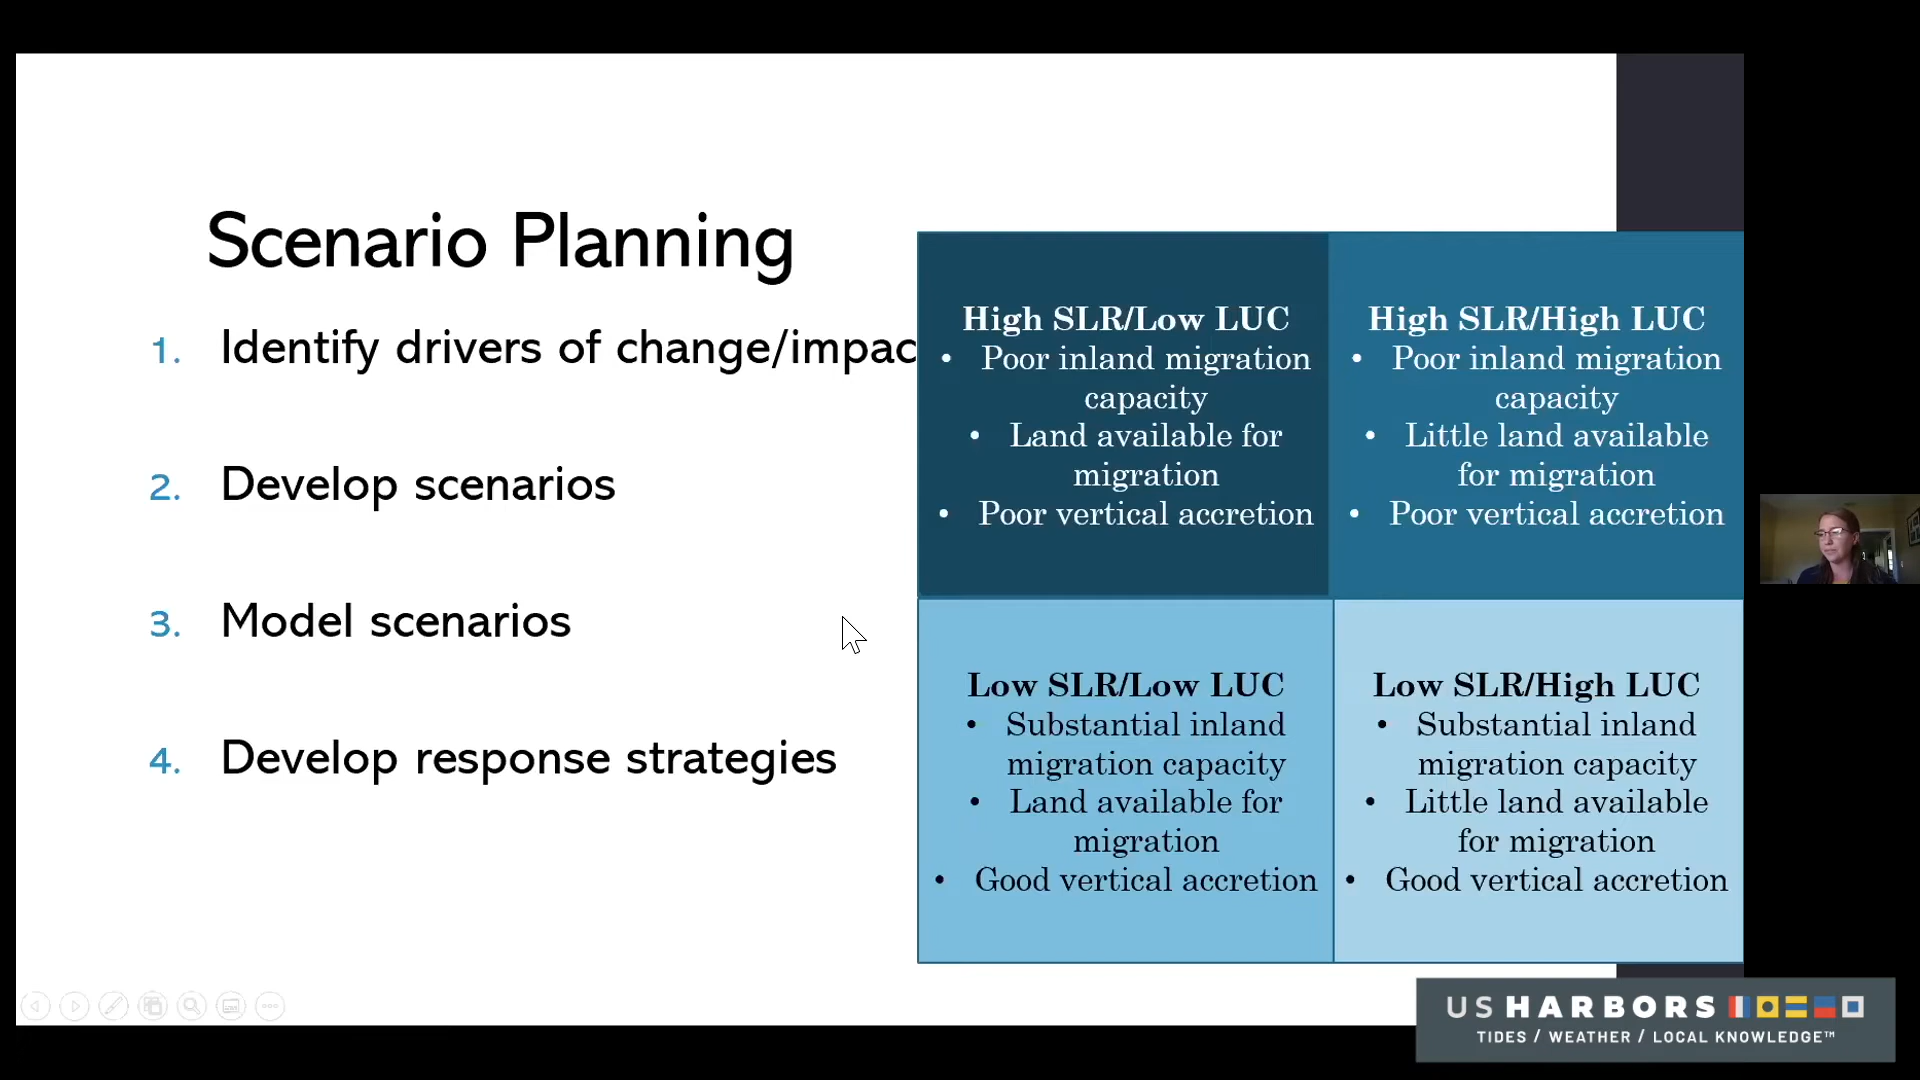 Scenario Planning
1. Identify drivers of change/impac
2. Develop scenarios
3. Model scenarios
4. Develop response strategies
High SLR/Low LUC
• Poor inland migration
capacity
• Land available for
migration
• Poor vertical accretion
High SLR/High LUC
• Poor inland migration
capacity
• Little land available
for migration
• Poor vertical accretion
Low SLR/Low LUC
• Substantial inland
migration capacity
• Land available for
migration
• Good vertical accretion
Low SLR/High LUC
• Substantial inland
migration capacity
• Little land available
for migration
• Good vertical accretion
US HARBORS
TIDES / WEATHER / LOCAL KNOWLEDGE™